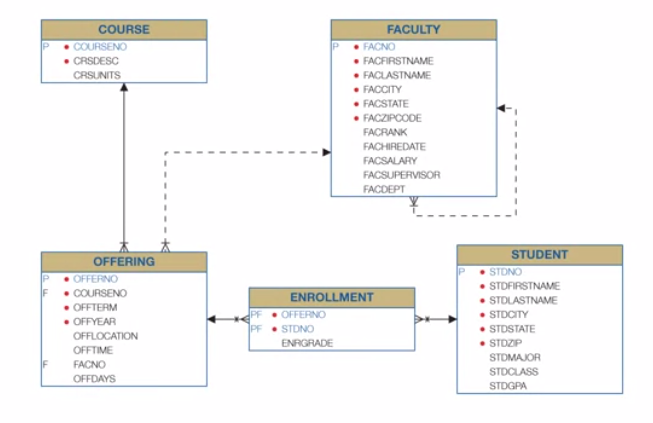 COURSE
P COURSENO
CRSDESC
CRSUNITS
FACULTY
P FACNO
FACFIRSTNAME
FACLASTNAME
FACCITY
FACSTATE
FACZIPCODE
FACRANK
FACHIREDATE
FACSALARY
FACSUPERVISOR
FACDEPT
OFFERING
P OFFERNO
F COURSENO
OFFTERM
OFFYEAR
OFFLOCATION
OFFTIME
F FACNO
OFFDAYS
ENROLLMENT
PF OFFERNO
PF STDNO
ENRGRADE
STUDENT
P STDNO
STDFIRSTNAME
STDLASTNAME
STDCITY
STDSTATE
STDZIP
STDMAJOR
STDCLASS
STDGPA